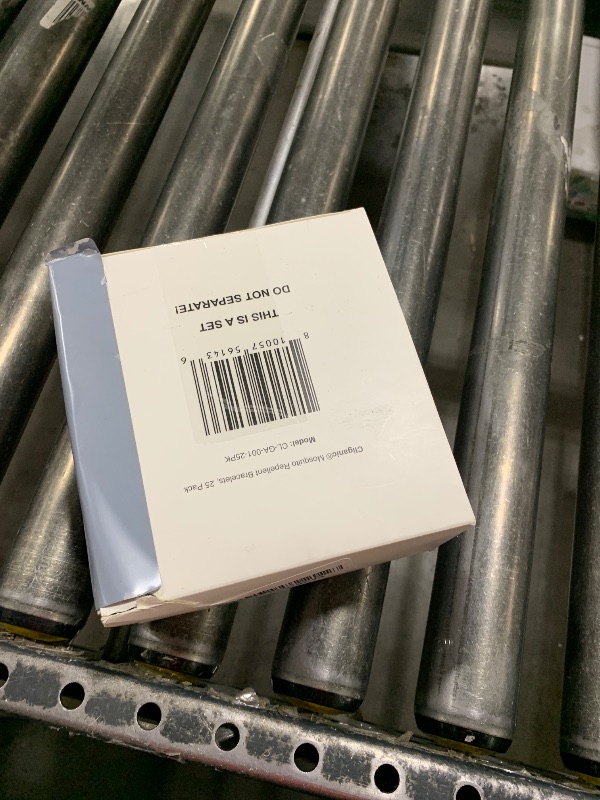 Cliganic® Mosquito Repellent Bracelets, 25 Pack
Model: CL-GA-001-25PK
8 10057 56143 6
THIS IS A SET
DO NOT SEPARATE!